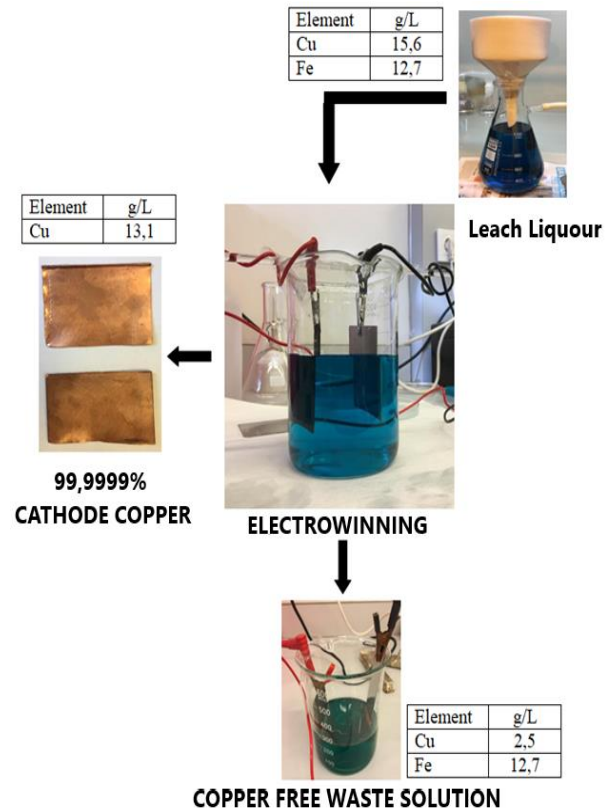 Element g/L
Cu 15,6
Fe 12,7
Leach Liquour
Element g/L
Cu 13,1
99,9999%
CATHODE COPPER
ELECTROWINNING
Element g/L
Cu 2,5
Fe 12,7
COPPER FREE WASTE SOLUTION